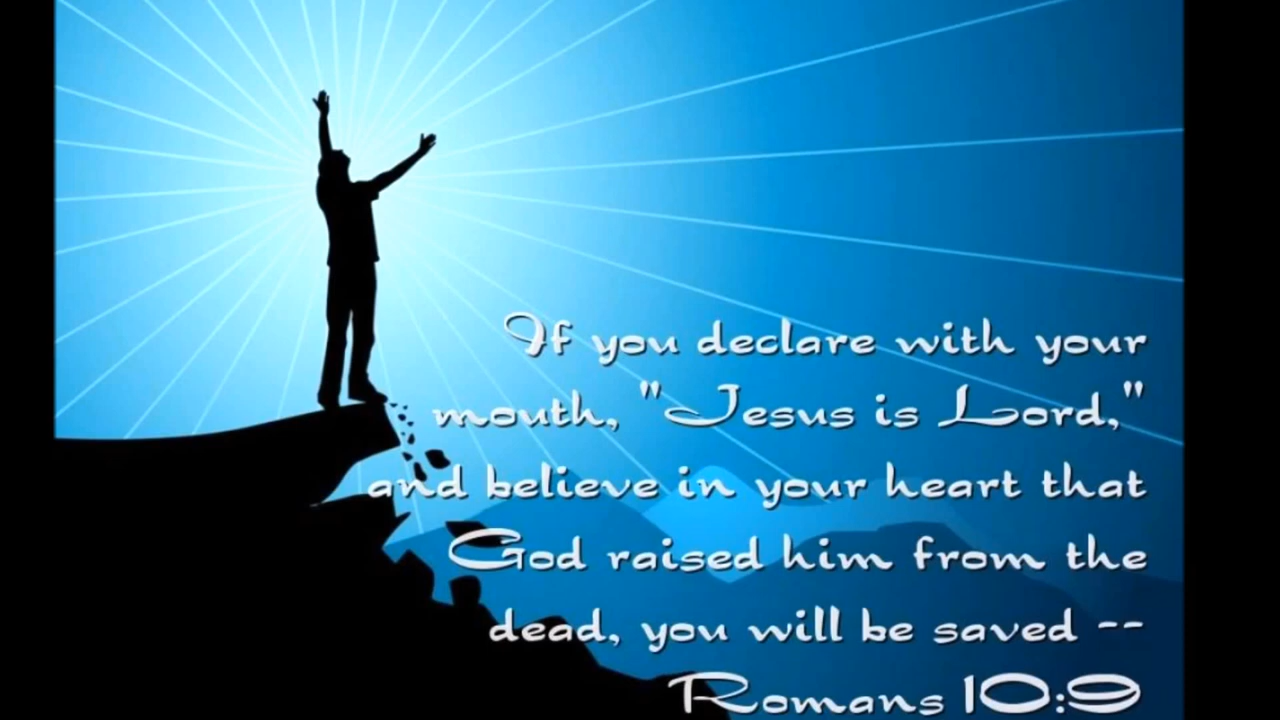 If you declare with your
mouth, "Jesus is Lord,"
and believe in your heart that
God raised him from the
dead, you will be saved --
Romans 10:9